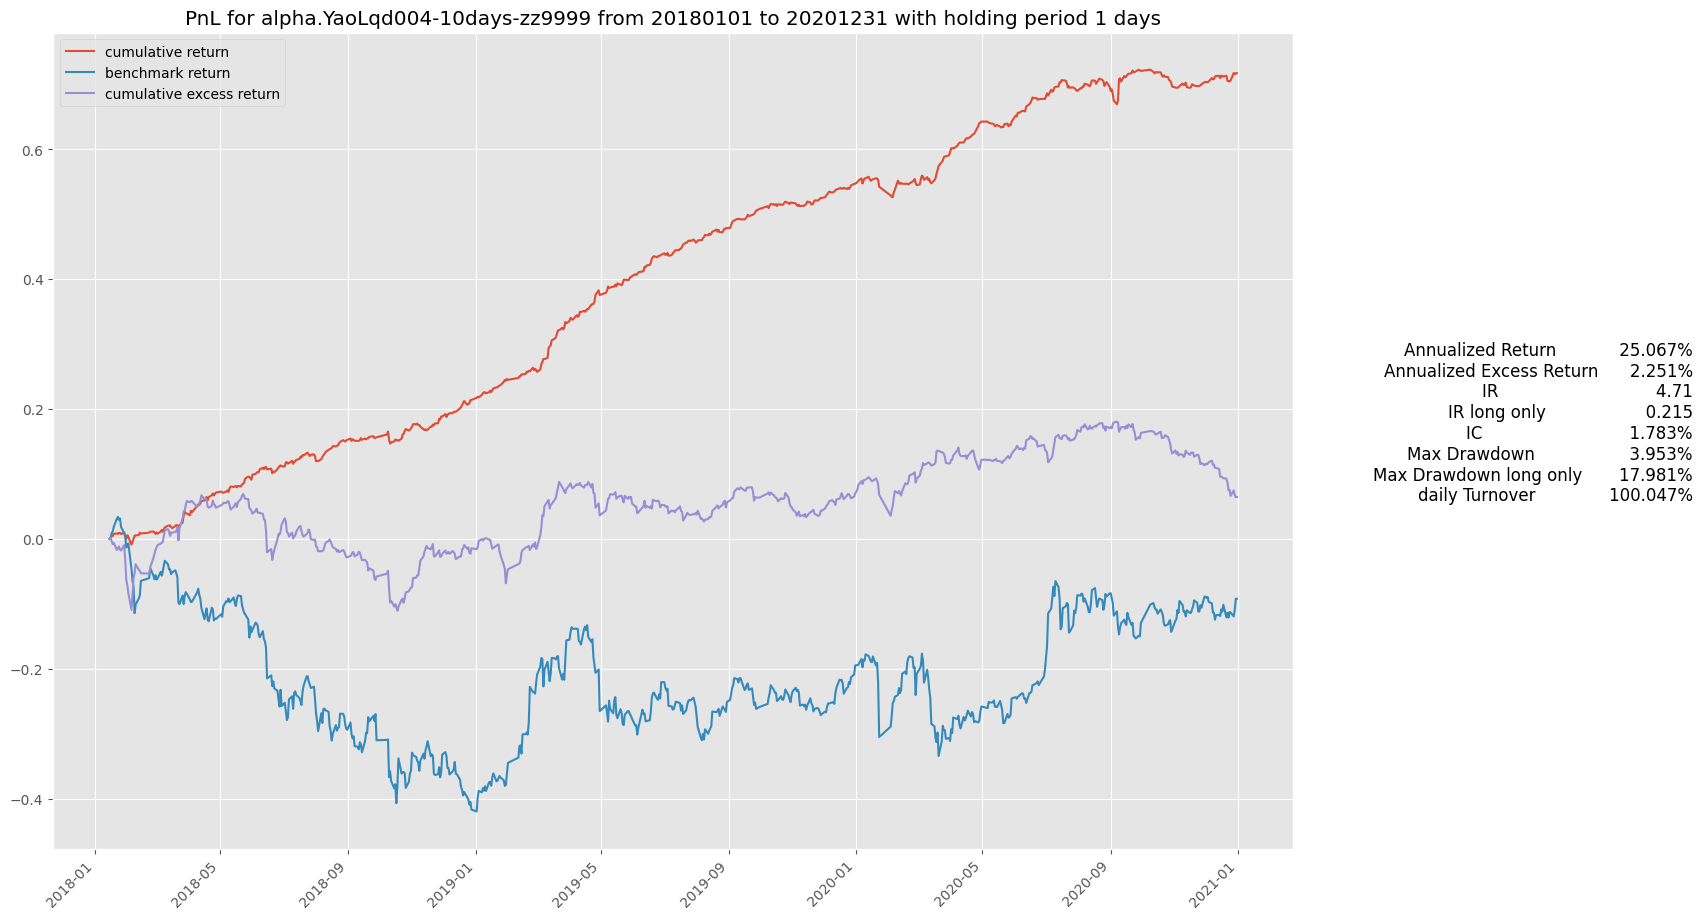 PnL for alpha.YaoLqd004-10days-zz9999 from 20180101 to 20201231 with holding period 1 days
cumulative return
benchmark return
cumulative excess return
0.6
0.4
0.2
0.0
−0.2
−0.4
2018-01
2018-05
2018-09
2019-01
2019-05
2019-09
2020-01
2020-05
2020-09
2021-01
Annualized Return 25.067%
Annualized Excess Return 2.251%
IR 4.71
IR long only 0.215
IC 1.783%
Max Drawdown 3.953%
Max Drawdown long only 17.981%
daily Turnover 100.047%